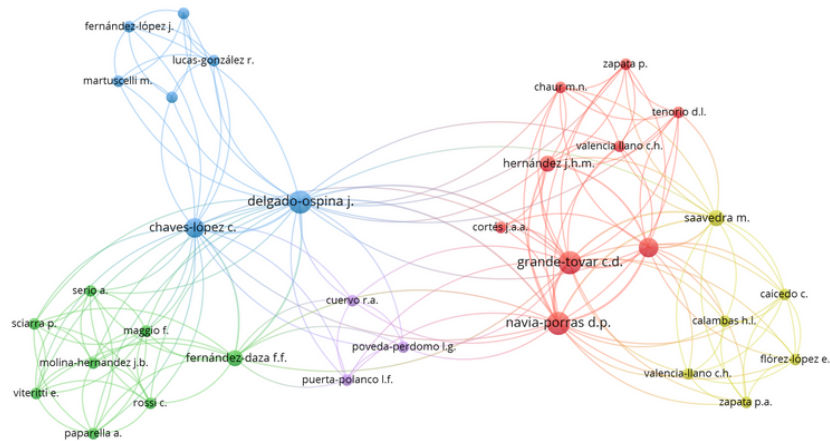 fernández-lópez j.
lucas-gonzález r.
martuscelli m.
delgado-ospina j.
chaves-lópez c.
zapata p.
chaur m.n.
tenorio d.l.
valencia llano c.h.
hernández j.h.m.
saavedra m.
cortés j.a.a.
grande-tovar c.d.
navia-porras d.p.
caicedo c.
calambas h.l.
flórez-lópez e.
valencia-llano c.h.
zapata p.a.
cuervo r.a.
poveda-perdomo l.g.
puerta-polanco l.f.
serio a.
sciarra p.
maggio f.
molina-hernandez j.b.
fernández-daza f.f.
viteritti e.
rossi c.
paparella a.